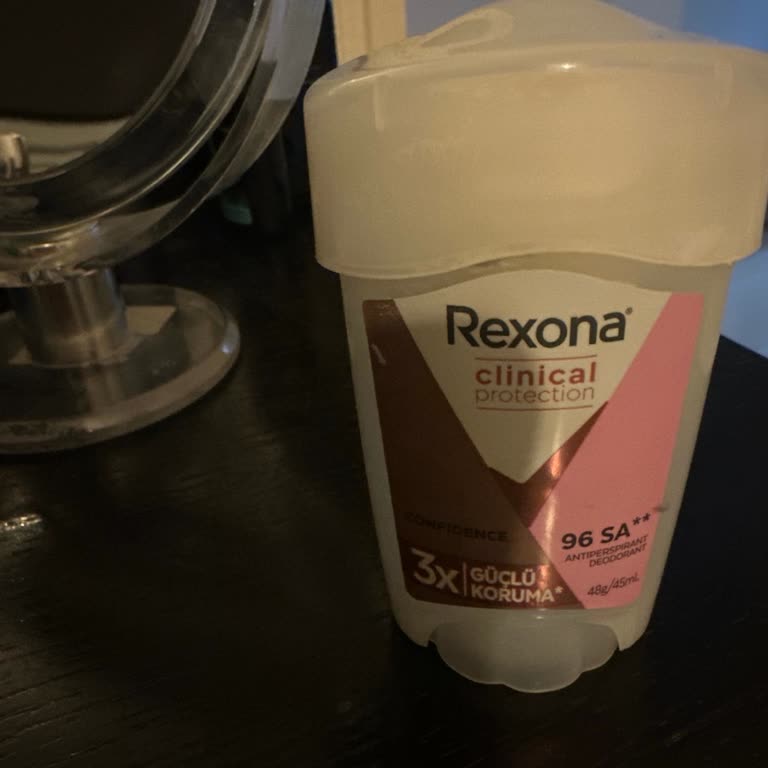 Rexona®
clinical
protection
CONFIDENCE
96 SA**
ANTIPERSPIRANT
DEODORANT
3x GÜÇLÜ
KORUMA*
48g/45mL